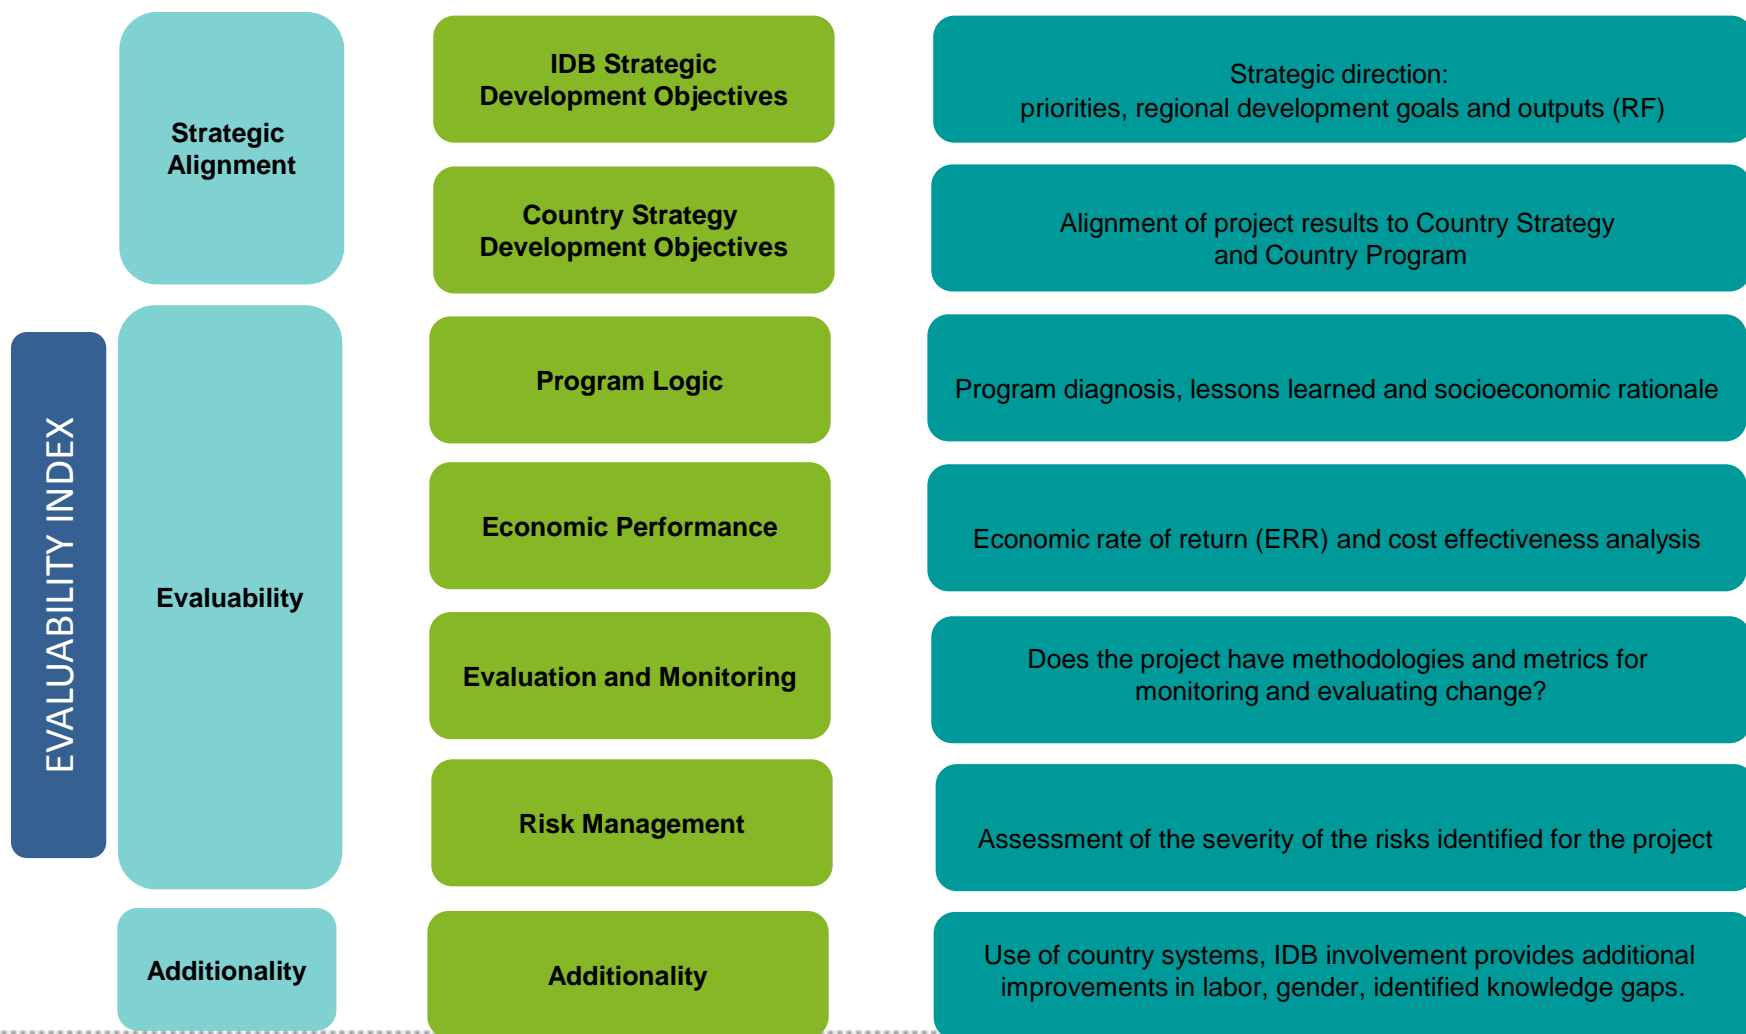 Strategic
Alignment
IDB Strategic
Development Objectives
Strategic direction:
priorities, regional development goals and outputs (RF)
Country Strategy
Development Objectives
Alignment of project results to Country Strategy
and Country Program
EVALUABILITY INDEX
Evaluability
Program Logic
Program diagnosis, lessons learned and socioeconomic rationale
Economic Performance
Economic rate of return (ERR) and cost effectiveness analysis
Evaluation and Monitoring
Does the project have methodologies and metrics for
monitoring and evaluating change?
Risk Management
Assessment of the severity of the risks identified for the project
Additionality
Additionality
Use of country systems, IDB involvement provides additional
improvements in labor, gender, identified knowledge gaps.